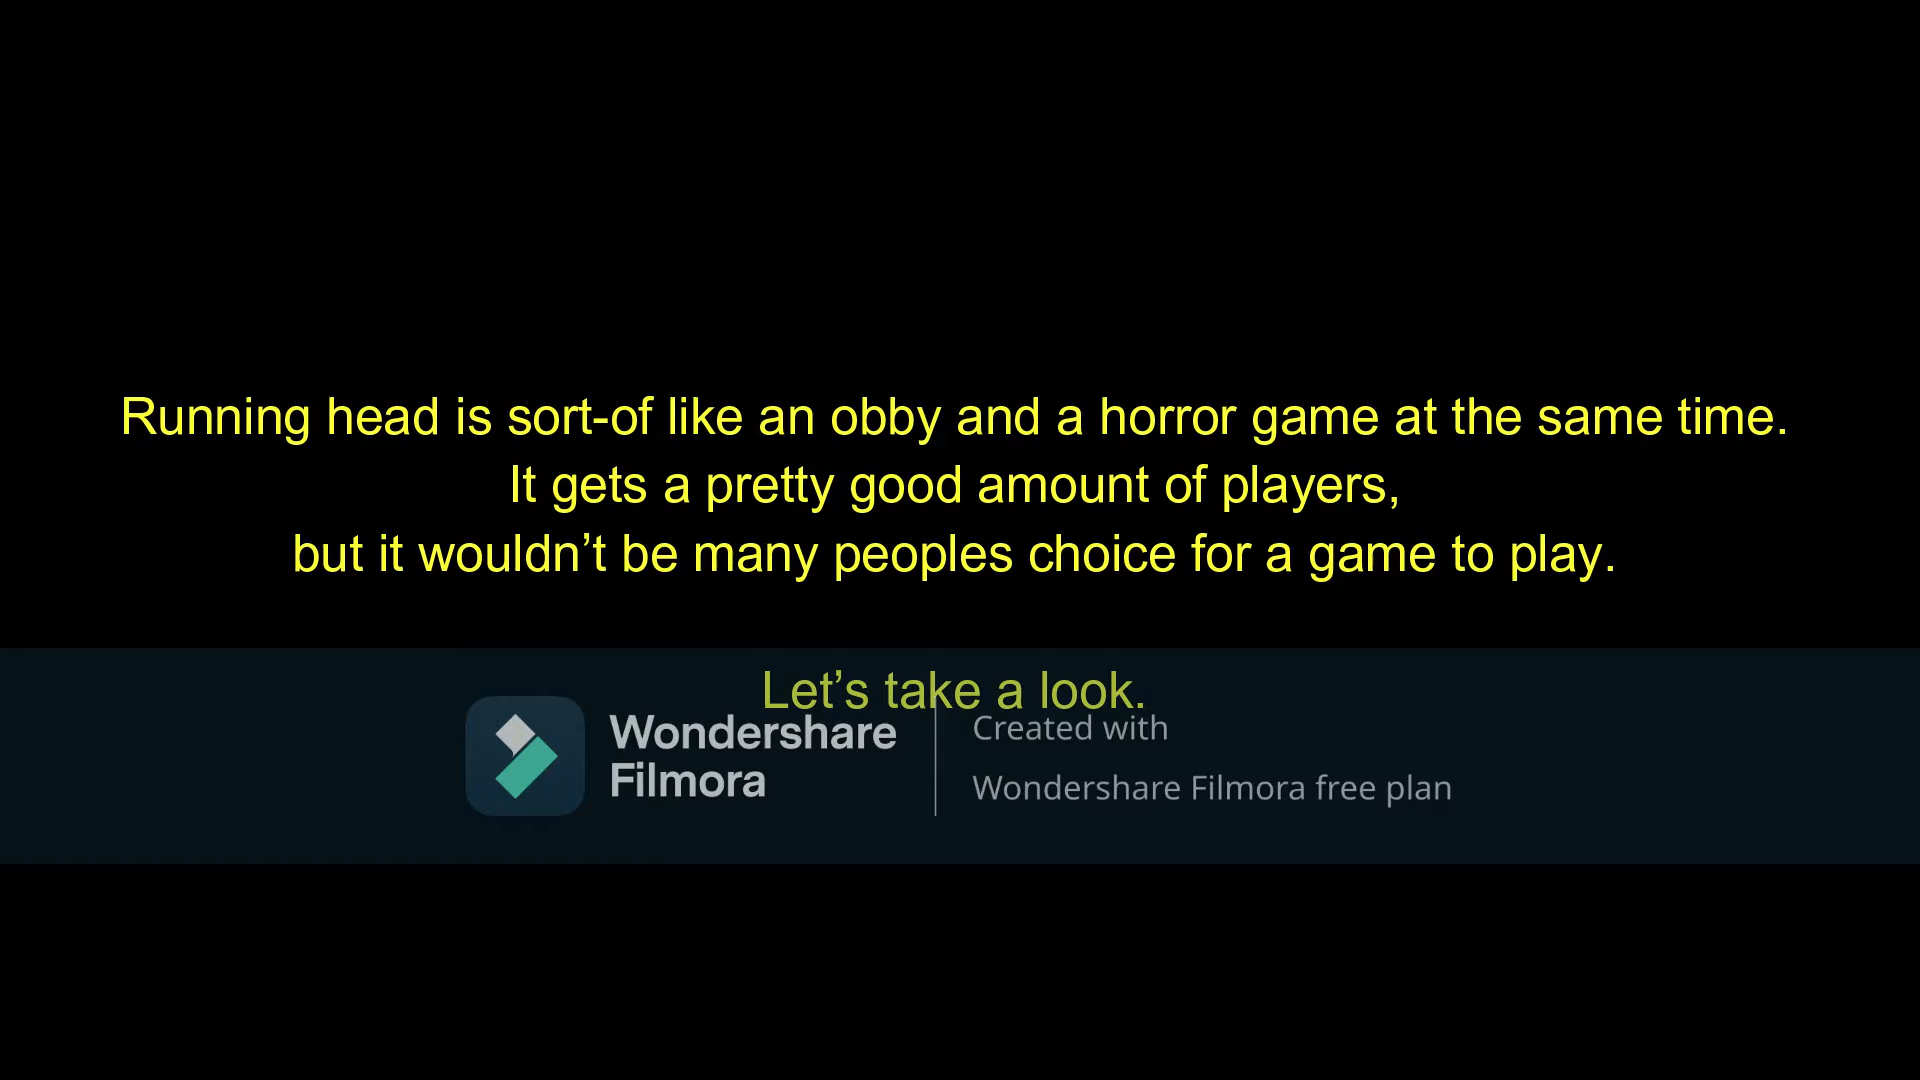 Running head is sort-of like an obby and a horror game at the same time.
It gets a pretty good amount of players,
but it wouldn’t be many peoples choice for a game to play.
Let’s take a look.
Wondershare
Filmora
Created with
Wondershare Filmora free plan